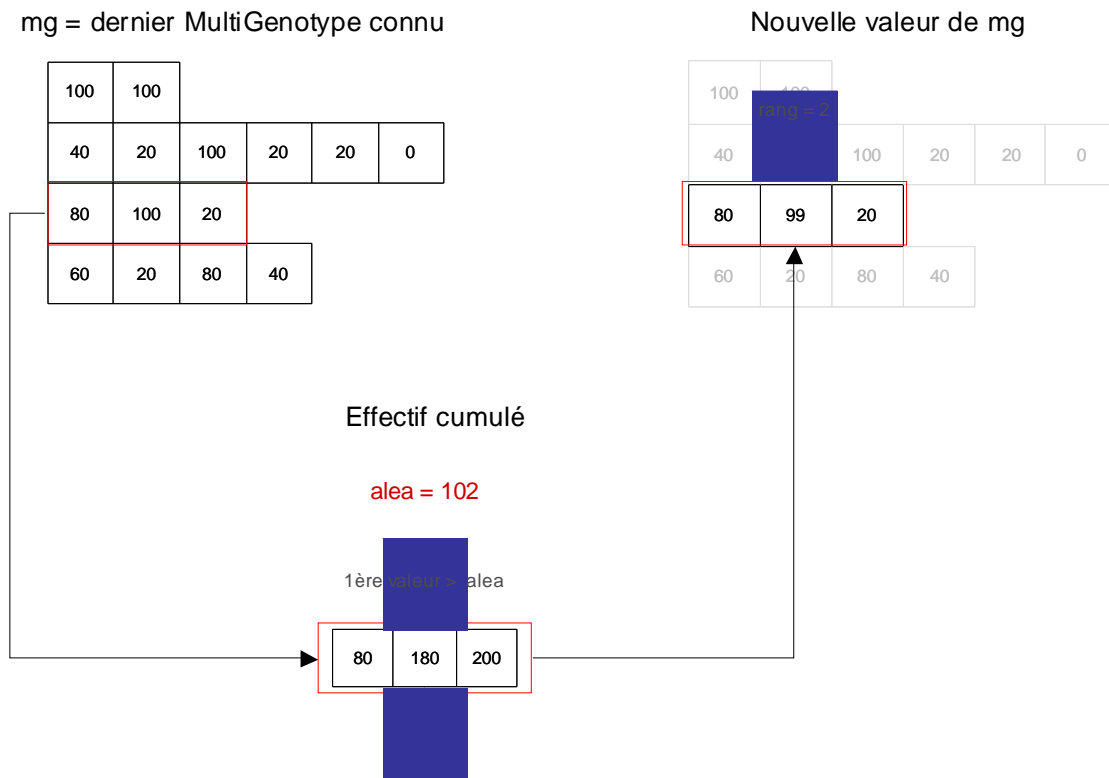 mg = dernier MultiGenotype connu
100 100
40 20 100 20 20 0
80 100 20
60 20 80 40
Nouvelle valeur de mg
100 100
rang = 2
40 100 20 20 0
80 99 20
60 20 80 40
Effectif cumulé
alea = 102
1ère valeur > alea
80 180 200